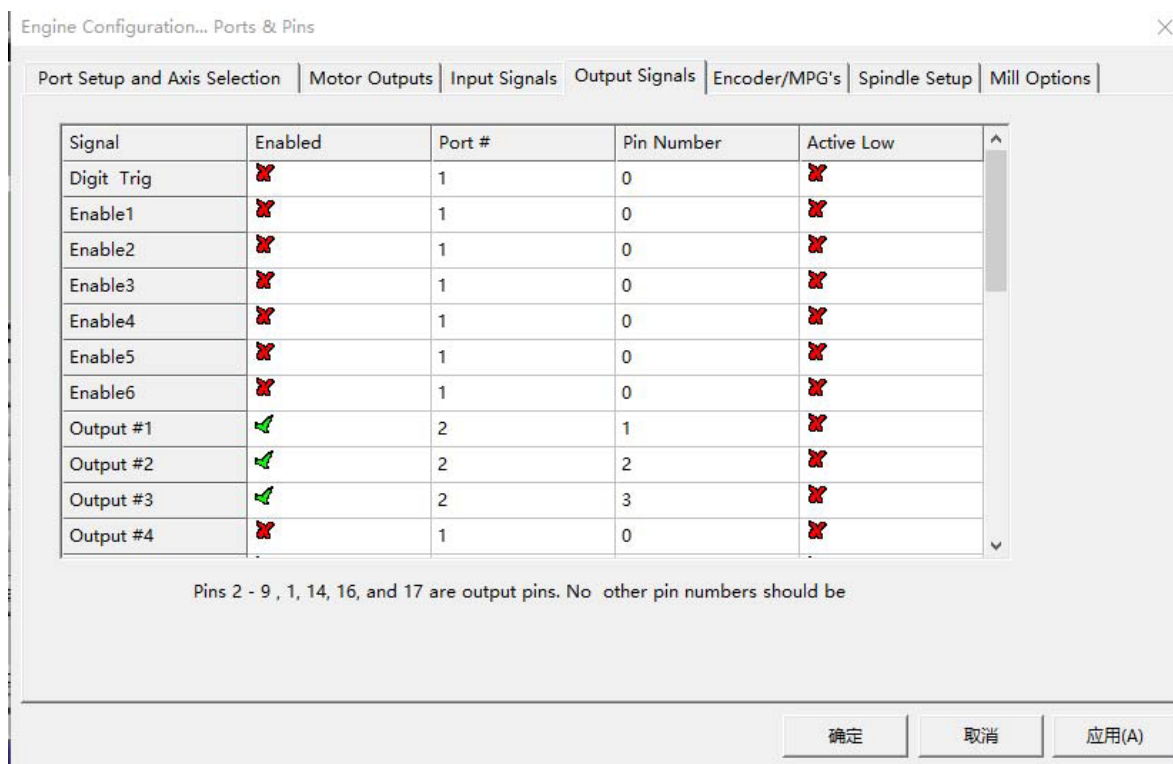 Engine Configuration... Ports & Pins
Port Setup and Axis Selection Motor Outputs Input Signals Output Signals Encoder/MPG's Spindle Setup Mill Options
Signal Enabled Port # Pin Number Active Low
Digit Trig 1 0
Enable1 1 0
Enable2 1 0
Enable3 1 0
Enable4 1 0
Enable5 1 0
Enable6 1 0
Output #1 2 1
Output #2 2 2
Output #3 2 3
Output #4 1 0
Pins 2 - 9 , 1, 14, 16, and 17 are output pins. No other pin numbers should be
确定 取消 应用(A)